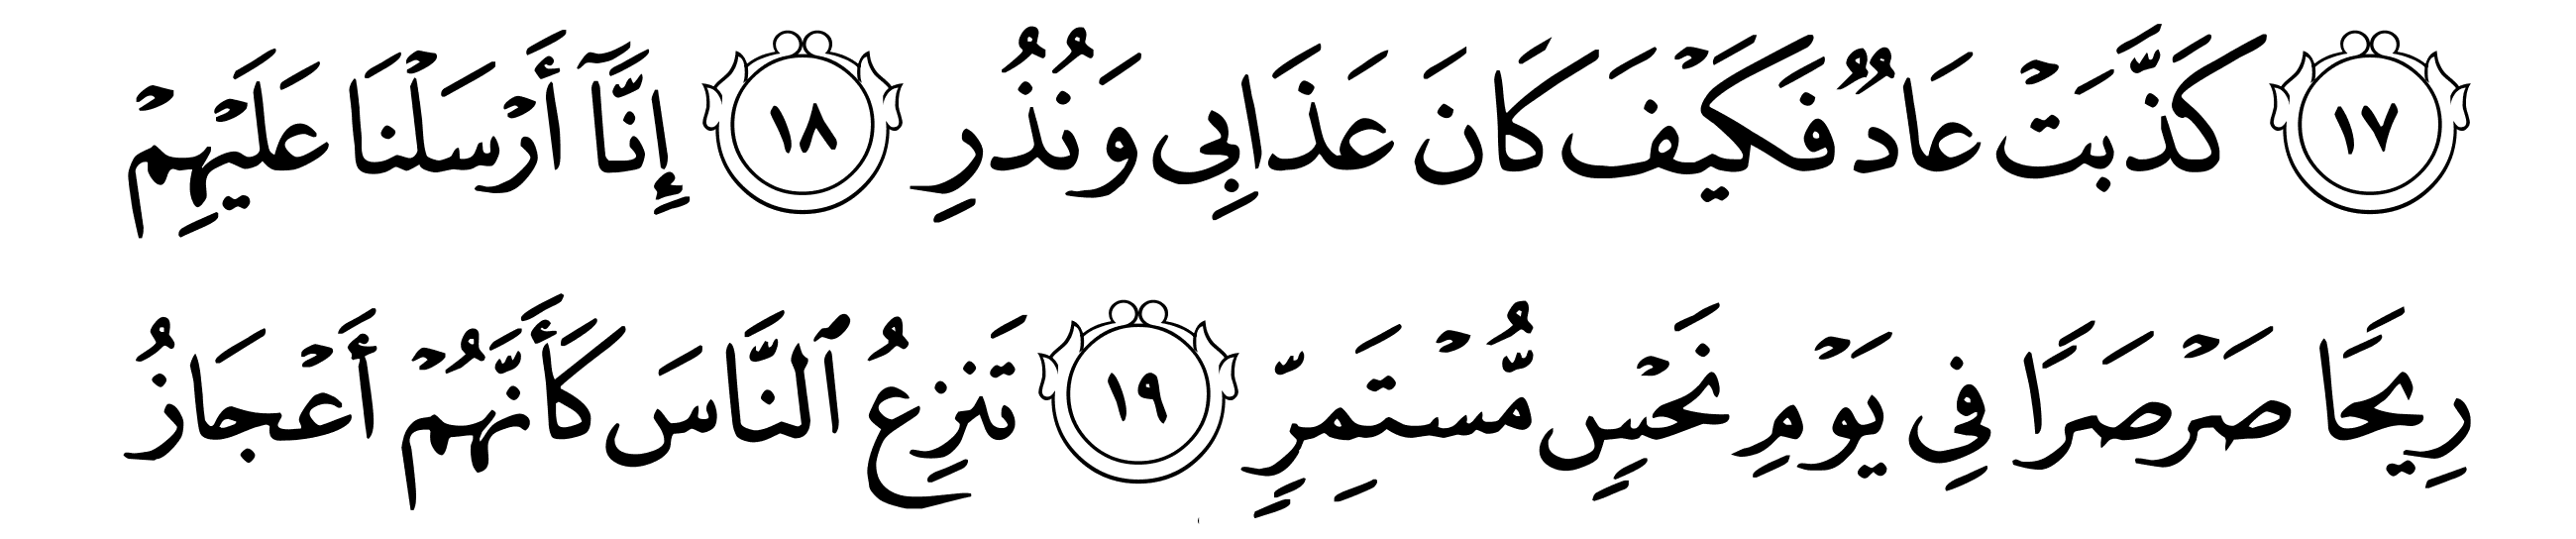 ١٧ كَذَّبَتْ عَادٌ فَكَيْفَ كَانَ عَذَابِى وَنُذُرِ ١٨ إِنَّآ أَرْسَلْنَا عَلَيْهِمْ
رِيحًا صَرْصَرًا فِى يَوْمِ نَحْسٍ مُّسْتَمِرٍّ ١٩ تَنزِعُ ٱلنَّاسَ كَأَنَّهُمْ أَعْجَازُ